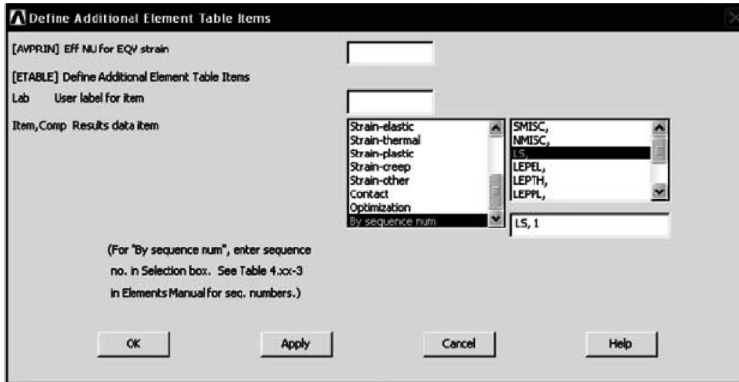 Define Additional Element Table Items
[AVPRIN] Eff NU for EQV strain
[ETABLE] Define Additional Element Table Items
Lab User label for item
Item,Comp Results data item
Strain-elastic
Strain-thermal
Strain-plastic
Strain-creep
Strain-other
Contact
Optimization
By sequence num
SMISC,
NMISC,
LS,
LEPEL,
LEPTH,
LEPPL,
LS, 1
(For "By sequence num", enter sequence
no. in Selection box. See Table 4.xx-3
in Elements Manual for seq. numbers.)
OK Apply Cancel Help